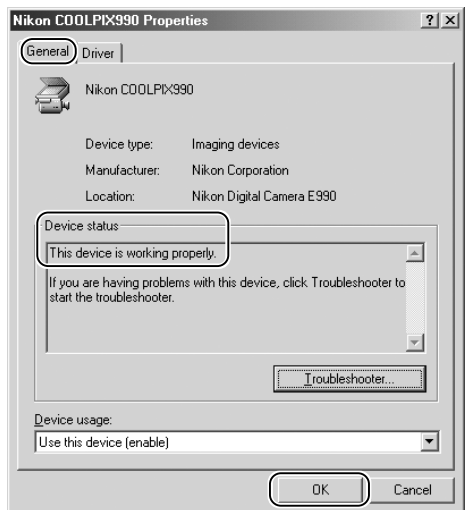 Nikon COOLPIX990 Properties
General Driver
Nikon COOLPIX990
Device type: Imaging devices
Manufacturer: Nikon Corporation
Location: Nikon Digital Camera E990
Device status
This device is working properly.
If you are having problems with this device, click Troubleshooter to
start the troubleshooter.
Troubleshooter...
Device usage:
Use this device (enable)
OK Cancel